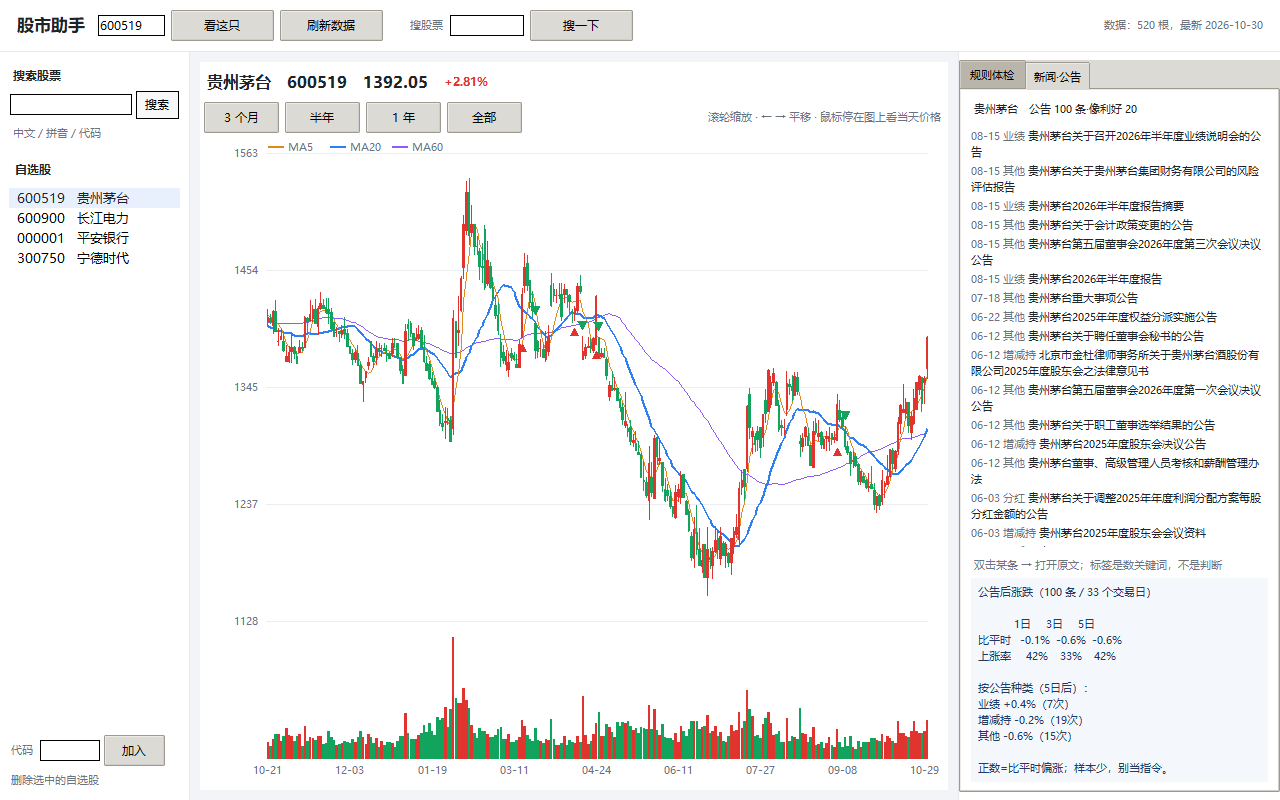 股市助手 600519 看这只 刷新数据 搜股票 搜一下 数据：520 根，最新 2026-10-30
搜索股票
搜索
中文 / 拼音 / 代码
自选股
600519 贵州茅台
600900 长江电力
000001 平安银行
300750 宁德时代
代码 加入
删除选中的自选股
贵州茅台 600519 1392.05 +2.81%
3 个月 半年 1 年 全部 滚轮缩放 · ← → 平移 · 鼠标停在图上看当天价格
MA5 MA20 MA60
1563
1454
1345
1237
1128
10-21 12-03 01-19 03-11 04-24 06-11 07-27 09-08 10-29
规则体检 新闻·公告
贵州茅台 公告 100 条·像利好 20
08-15 业绩 贵州茅台关于召开2026年半年度业绩说明会的公
告
08-15 其他 贵州茅台关于贵州茅台集团财务有限公司的风险
评估报告
08-15 业绩 贵州茅台2026年半年度报告摘要
08-15 其他 贵州茅台关于会计政策变更的公告
08-15 其他 贵州茅台第五届董事会2026年度第三次会议决议
公告
08-15 业绩 贵州茅台2026年半年度报告
07-18 其他 贵州茅台重大事项公告
06-22 其他 贵州茅台2025年年度权益分派实施公告
06-12 其他 贵州茅台关于聘任董事会秘书的公告
06-12 增减持 北京市金杜律师事务所关于贵州茅台酒股份有
限公司2025年度股东会之法律意见书
06-12 其他 贵州茅台第五届董事会2026年度第一次会议决议
公告
06-12 其他 贵州茅台关于职工董事选举结果的公告
06-12 增减持 贵州茅台2025年度股东会决议公告
06-12 其他 贵州茅台董事、高级管理人员考核和薪酬管理办
法
06-03 分红 贵州茅台关于调整2025年年度利润分配方案每股
分红金额的公告
06-03 增减持 贵州茅台2025年度股东会会议资料
双击某条 → 打开原文；标签是数关键词，不是判断
公告后涨跌（100 条 / 33 个交易日）
1日 3日 5日
比平时 -0.1% -0.6% -0.6%
上涨率 42% 33% 42%
按公告种类（5日后）：
业绩 +0.4%（7次）
增减持 -0.2%（19次）
其他 -0.6%（15次）
正数=比平时偏涨；样本少，别当指令。